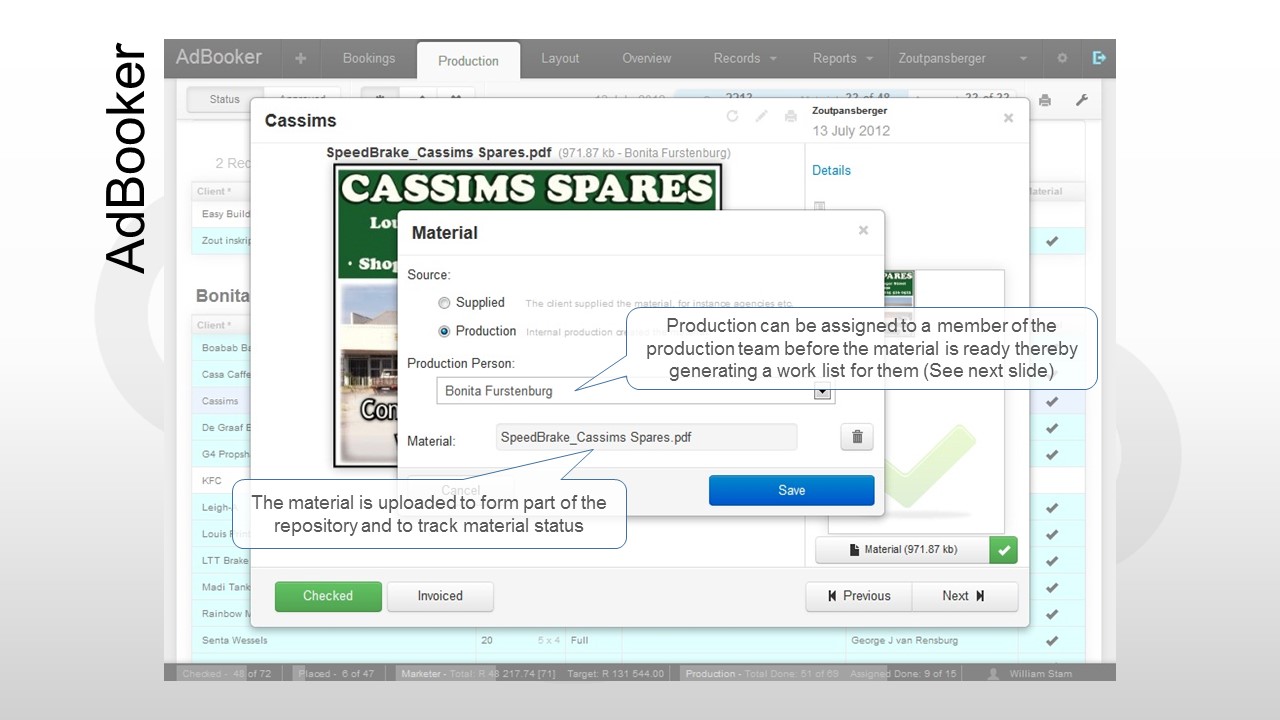 AdBooker
AdBooker + Bookings Production Layout Overview Records Reports Zoutpansberger
Status Approved
Cassims
Zoutpansberger
13 July 2012
SpeedBrake_Cassims Spares.pdf (971.87 kb - Bonita Furstenburg)
Details
CASSIMS SPARES
2 Rec
Client *
Material
Easy Build
Zout inskrip
Lou
· Shop
Material
Source:
Supplied The client supplied the material, for instance agencies etc.
Production Internal production
Production can be assigned to a member of the
production team before the material is ready thereby
generating a work list for them (See next slide)
Production Person:
Bonita Furstenburg
Material: SpeedBrake_Cassims Spares.pdf
Cancel Save
The material is uploaded to form part of the
repository and to track material status
Bonita
Client *
Boabab Ba
Casa Caffe
Cassims
De Graaf E
G4 Propsh
KFC
Leigh-
Louis
LTT Brake
Madi Tank
Rainbow M
Con
ARES
Material (971.87 kb)
Checked Invoiced Previous Next
Senta Wessels 20 5 x 4 Full George J van Rensburg
Checked - 48 of 72 Placed - 6 of 47 Marketer - Total: R 48 217.74 [71] Target: R 131 544.00 Production - Total Done: 51 of 69 Assigned Done: 9 of 15 William Stam